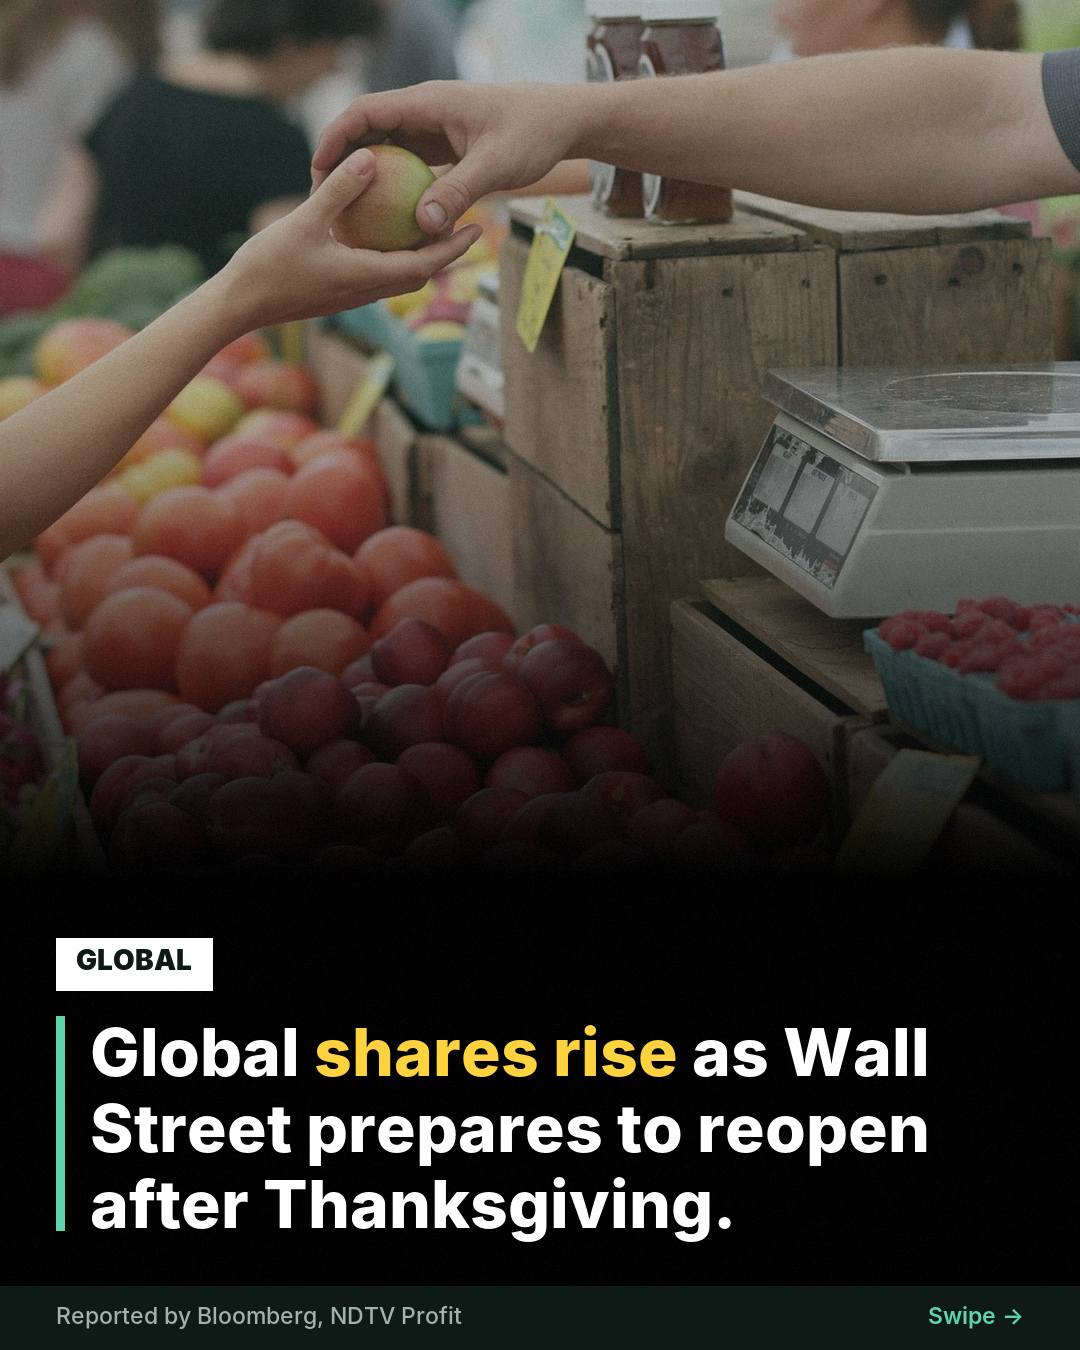 GLOBAL
Global shares rise as Wall
Street prepares to reopen
after Thanksgiving.
Reported by Bloomberg, NDTV Profit
Swipe →